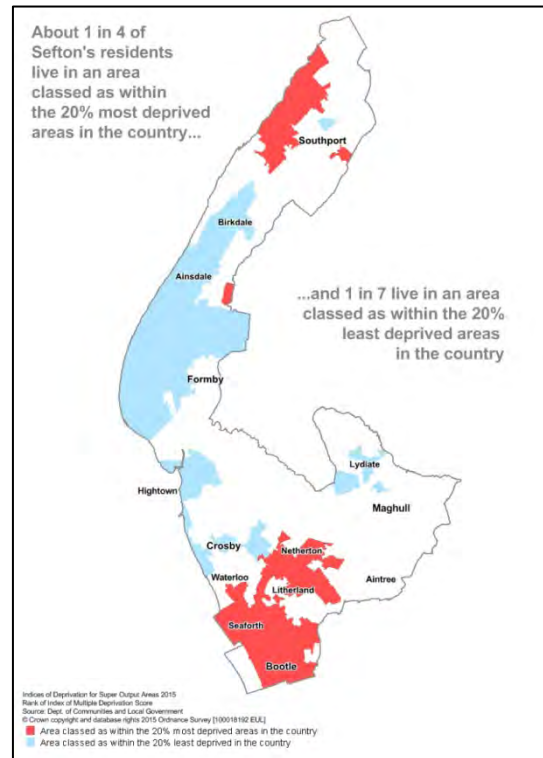 About 1 in 4 of
Sefton's residents
live in an area
classed as within
the 20% most deprived
areas in the country...
Southport
Birkdale
Ainsdale
...and 1 in 7 live in an area
classed as within the 20%
least deprived areas
in the country
Formby
Lydiate
Hightown
Maghull
Crosby
Netherton
Waterloo
Aintree
Litherland
Seaforth
Bootle
Indices of Deprivation for Super Output Areas 2015
Rank of Index of Multiple Deprivation Score
Source: Dept. of Communities and Local Government
© Crown copyright and database rights 2015 Ordnance Survey [100018192 EUL]
Area classed as within the 20% most deprived areas in the country
Area classed as within the 20% least deprived in the country